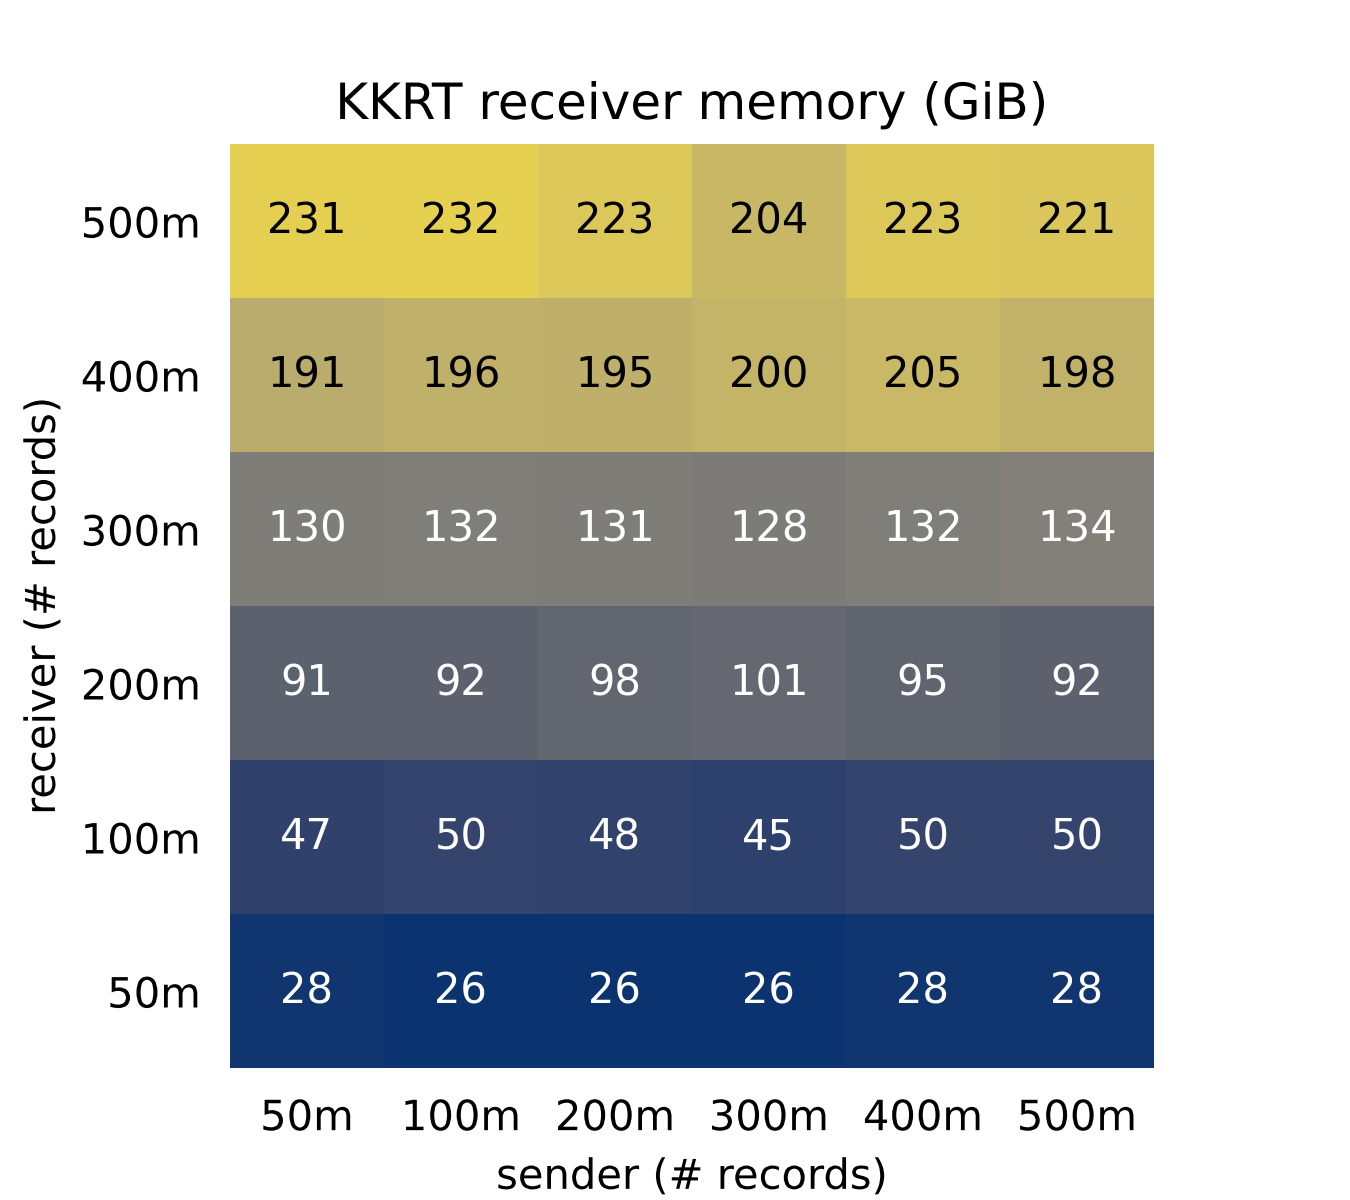 KKRT receiver memory (GiB)
receiver (# records)
500m 231 232 223 204 223 221
400m 191 196 195 200 205 198
300m 130 132 131 128 132 134
200m 91 92 98 101 95 92
100m 47 50 48 45 50 50
50m 28 26 26 26 28 28
50m 100m 200m 300m 400m 500m
sender (# records)